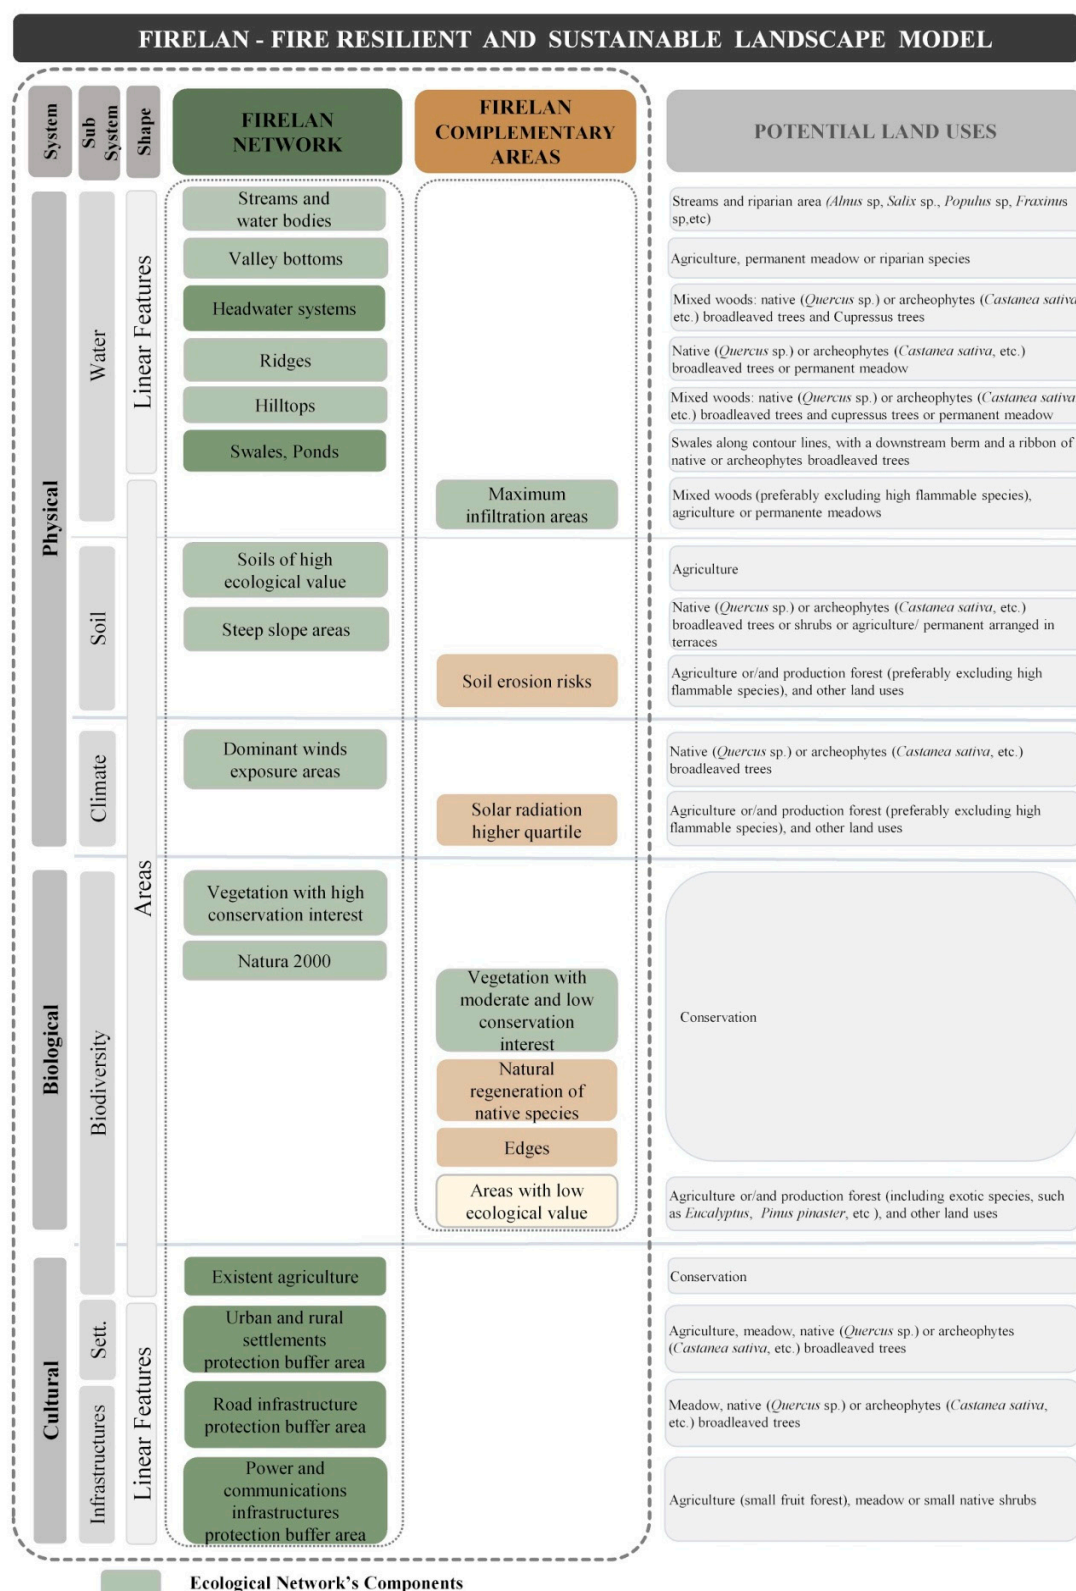 FIRELAN - FIRE RESILIENT AND SUSTAINABLE LANDSCAPE MODEL
System
Sub
System
Shape
FIRELAN
NETWORK
FIRELAN
COMPLEMENTARY
AREAS
POTENTIAL LAND USES
Physical
Water
Linear Features
Streams and
water bodies
Streams and riparian area (Alnus sp, Salix sp., Populus sp, Fraxinus
sp,etc)
Valley bottoms
Agriculture, permanent meadow or riparian species
Headwater systems
Mixed woods: native (Quercus sp.) or archeophytes (Castanea sativa
etc.) broadleaved trees and Cupressus trees
Ridges
Native (Quercus sp.) or archeophytes (Castanea sativa, etc.)
broadleaved trees or permanent meadow
Hilltops
Mixed woods: native (Quercus sp.) or archeophytes (Castanea sativa
etc.) broadleaved trees and cupressus trees or permanent meadow
Swales, Ponds
Swales along contour lines, with a downstream berm and a ribbon of
native or archeophytes broadleaved trees
Areas
Maximum
infiltration areas
Mixed woods (preferably excluding high flammable species),
agriculture or permanente meadows
Soil
Soils of high
ecological value
Agriculture
Steep slope areas
Native (Quercus sp.) or archeophytes (Castanea sativa, etc.)
broadleaved trees or shrubs or agriculture/ permanent arranged in
terraces
Soil erosion risks
Agriculture or/and production forest (preferably excluding high
flammable species), and other land uses
Climate
Dominant winds
exposure areas
Native (Quercus sp.) or archeophytes (Castanea sativa, etc.)
broadleaved trees
Solar radiation
higher quartile
Agriculture or/and production forest (preferably excluding high
flammable species), and other land uses
Biological
Biodiversity
Vegetation with high
conservation interest
Natura 2000
Vegetation with
moderate and low
conservation
interest
Conservation
Natural
regeneration of
native species
Edges
Areas with low
ecological value
Agriculture or/and production forest (including exotic species, such
as Eucalyptus, Pinus pinaster, etc ), and other land uses
Cultural
Existent agriculture
Conservation
Sett.
Linear Features
Urban and rural
settlements
protection buffer area
Agriculture, meadow, native (Quercus sp.) or archeophytes
(Castanea sativa, etc.) broadleaved trees
Infrastructures
Road infrastructure
protection buffer area
Meadow, native (Quercus sp.) or archeophytes (Castanea sativa,
etc.) broadleaved trees
Power and
communications
infrastructures
protection buffer area
Agriculture (small fruit forest), meadow or small native shrubs
Ecological Network's Components